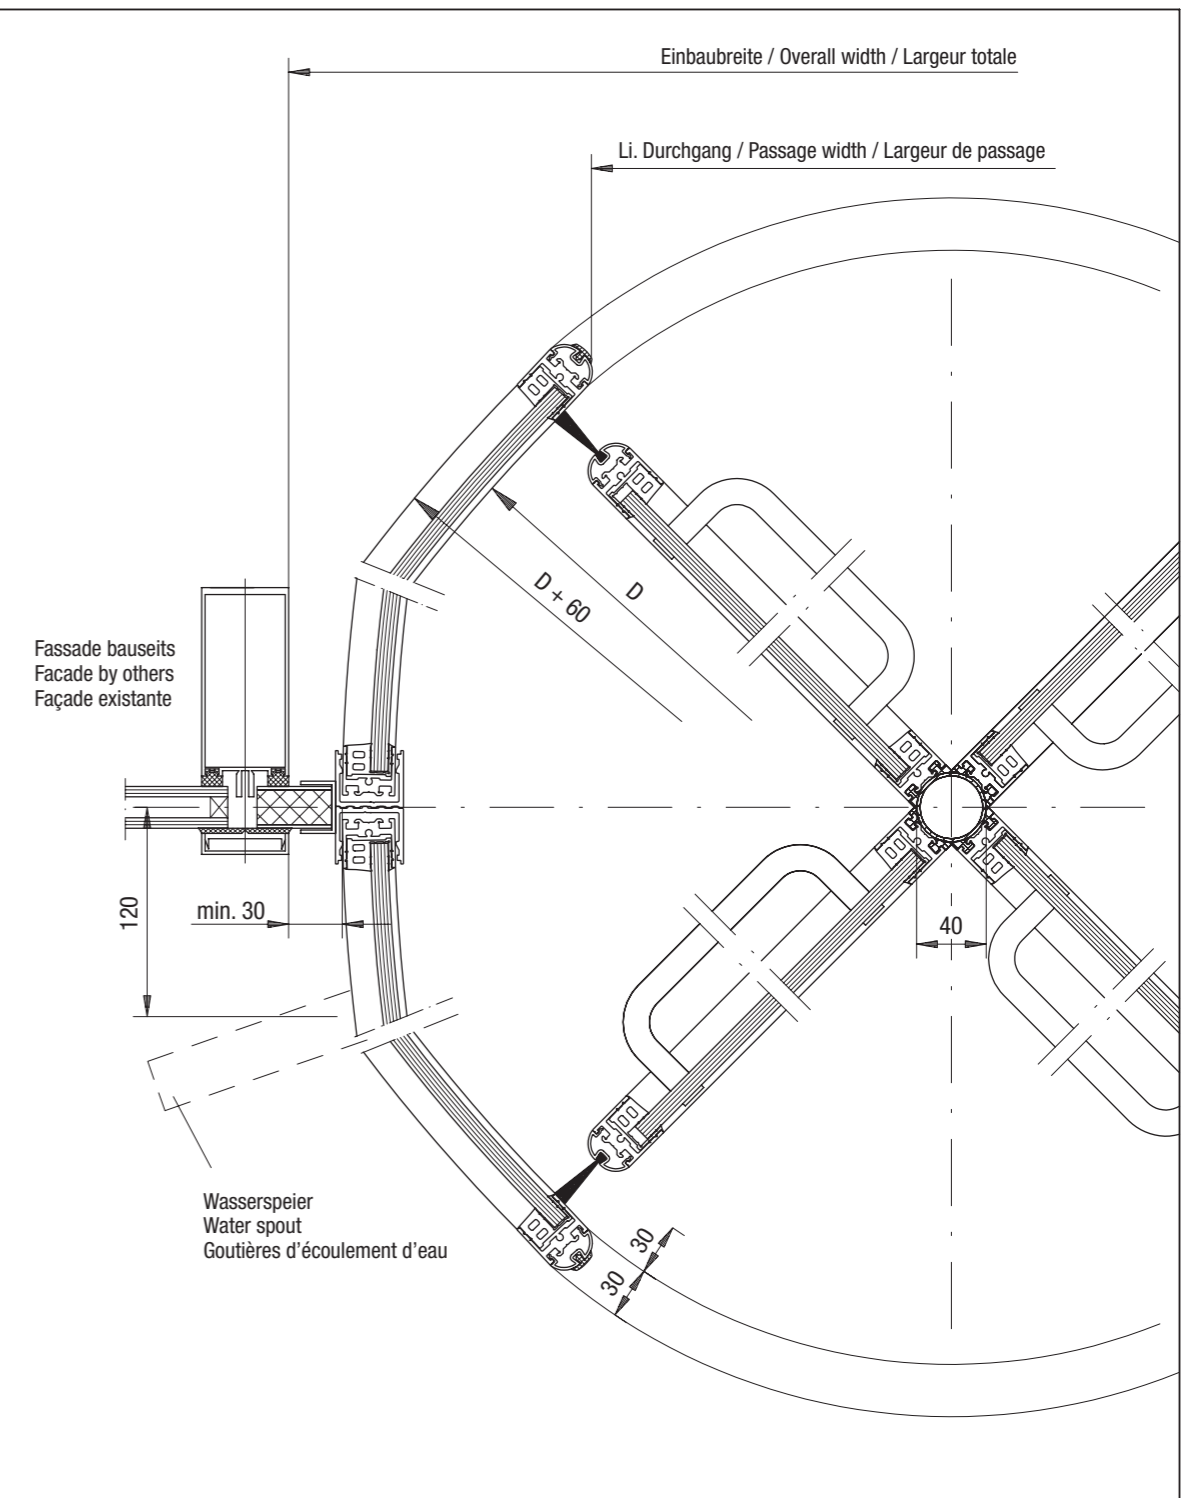 Einbaubreite / Overall width / Largeur totale
Li. Durchgang / Passage width / Largeur de passage
D
D + 60
Fassade bauseits
Facade by others
Façade existante
120
min. 30
40
Wasserspeier
Water spout
Goutières d'écoulement d'eau
30
30